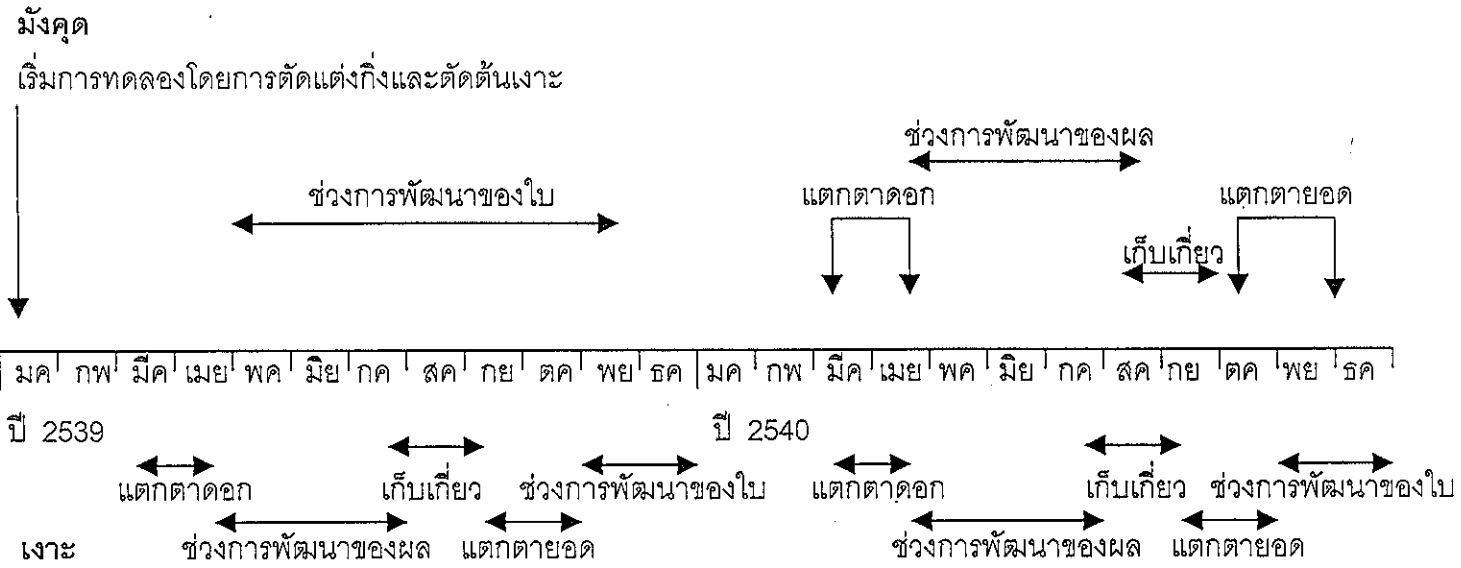 มังคุด
เริ่มการทดลองโดยการตัดแต่งกิ่งและตัดต้นเงาะ
ช่วงการพัฒนาของผล
ช่วงการพัฒนาของใบ แตกตาดอก แตกตายอด
เก็บเกี่ยว
มค กพ มีค เมย พค มิย กค สค กย ตค พย ธค มค กพ มีค เมย พค มิย กค สค กย ตค พย ธค
ปี 2539 ปี 2540
แตกตาดอก เก็บเกี่ยว ช่วงการพัฒนาของใบ แตกตาดอก เก็บเกี่ยว ช่วงการพัฒนาของใบ
เงาะ ช่วงการพัฒนาของผล แตกตายอด ช่วงการพัฒนาของผล แตกตายอด